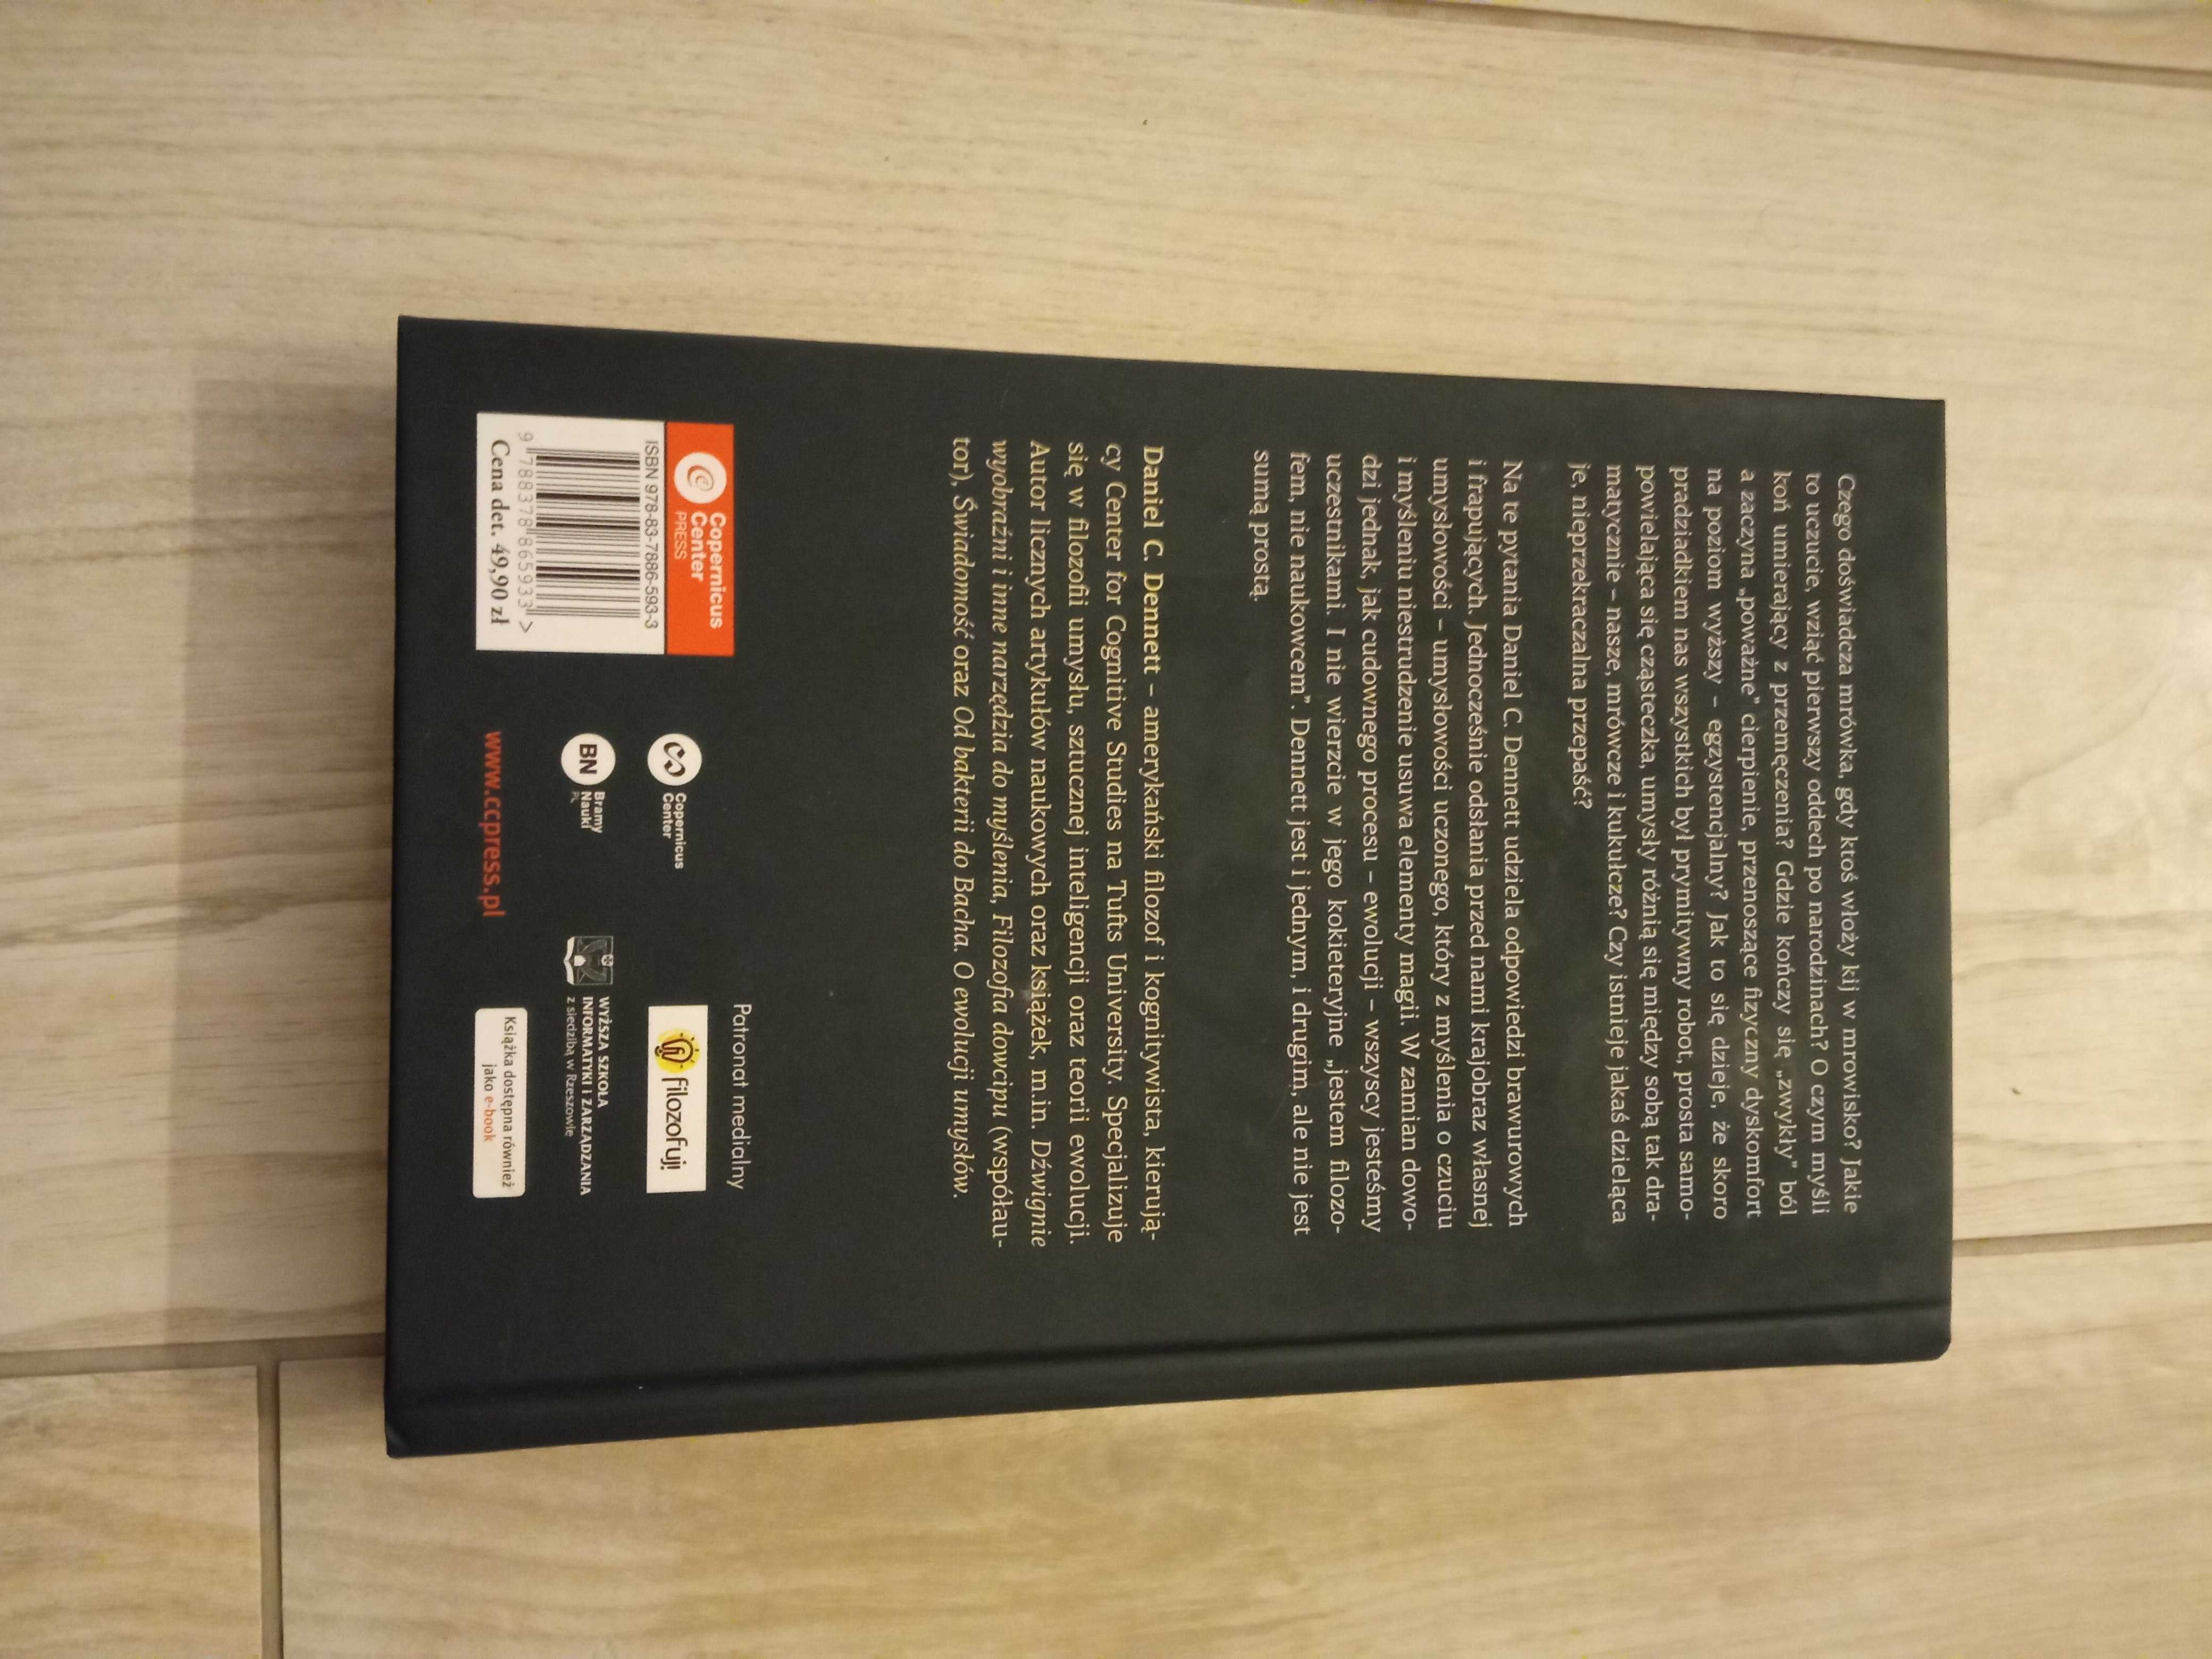 Czego doświadcza mrówka, gdy ktoś włoży kij w mrowisko? Jakie
to uczucie, wziąć pierwszy oddech po narodzinach? O czym myśli
koń umierający z przemęczenia? Gdzie kończy się „zwykły” ból
a zaczyna „poważne” cierpienie, przenoszące fizyczny dyskomfort
na poziom wyższy – egzystencjalny? Jak to się dzieje, że skoro
pradziadkiem nas wszystkich był prymitywny robot, prosta samo-
powielająca się cząsteczka, umysły różnią się między sobą tak dra-
matycznie – nasze, mrówcze i kukułcze? Czy istnieje jakaś dzieląca
je, nieprzekraczalna przepaść?
Na te pytania Daniel C. Dennett udziela odpowiedzi brawurowych
i frapujących. Jednocześnie odsłania przed nami krajobraz własnej
umysłowości – umysłowości uczonego, który z myślenia o czuciu
i myśleniu niestrudzenie usuwa elementy magii. W zamian dowo-
dzi jednak, jak cudownego procesu – ewolucji – wszyscy jesteśmy
uczestnikami. I nie wierzcie w jego kokieteryjne „jestem filozo-
fem, nie naukowcem”. Dennett jest i jednym, i drugim, ale nie jest
sumą prostą.
Daniel C. Dennett – amerykański filozof i kognitywista, kierują-
cy Center for Cognitive Studies na Tufts University. Specjalizuje
się w filozofii umysłu, sztucznej inteligencji oraz teorii ewolucji.
Autor licznych artykułów naukowych oraz książek, m.in. Dźwignie
wyobraźni i inne narzędzia do myślenia, Filozofia dowcipu (współau-
tor), Świadomość oraz Od bakterii do Bacha. O ewolucji umysłów.
Copernicus
Center
PRESS
ISBN 978-83-7886-593-3
9 788378 865933 >
Cena det. 49,90 zł
Copernicus
Center
BN
Bramy
Nauki
PL
www.ccpress.pl
Patronat medialny
filozofuj!
WYŻSZA SZKOŁA
INFORMATYKI I ZARZĄDZANIA
z siedzibą w Rzeszowie
Książka dostępna również
jako e-book